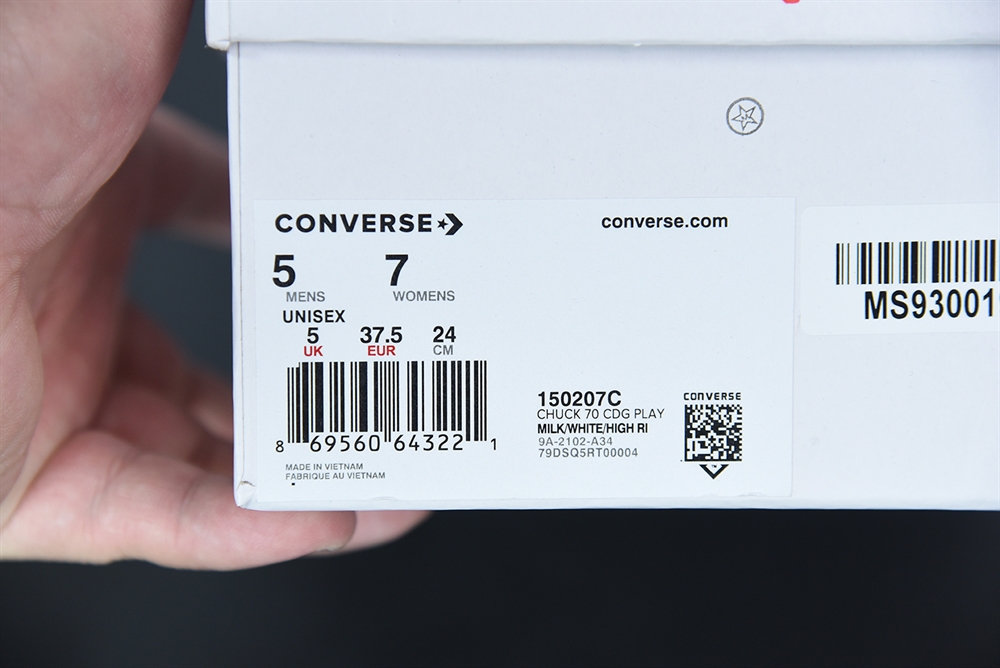 CONVERSE
converse.com
5 7
MENS WOMENS
UNISEX
5 37.5 24
UK EUR CM
8 69560 64322 1
MADE IN VIETNAM
FABRIQUE AU VIETNAM
150207C
CHUCK 70 CDG PLAY
MILK/WHITE/HIGH RI
9A-2102-A34
79DSQ5RT00004
CONVERSE
MS93001